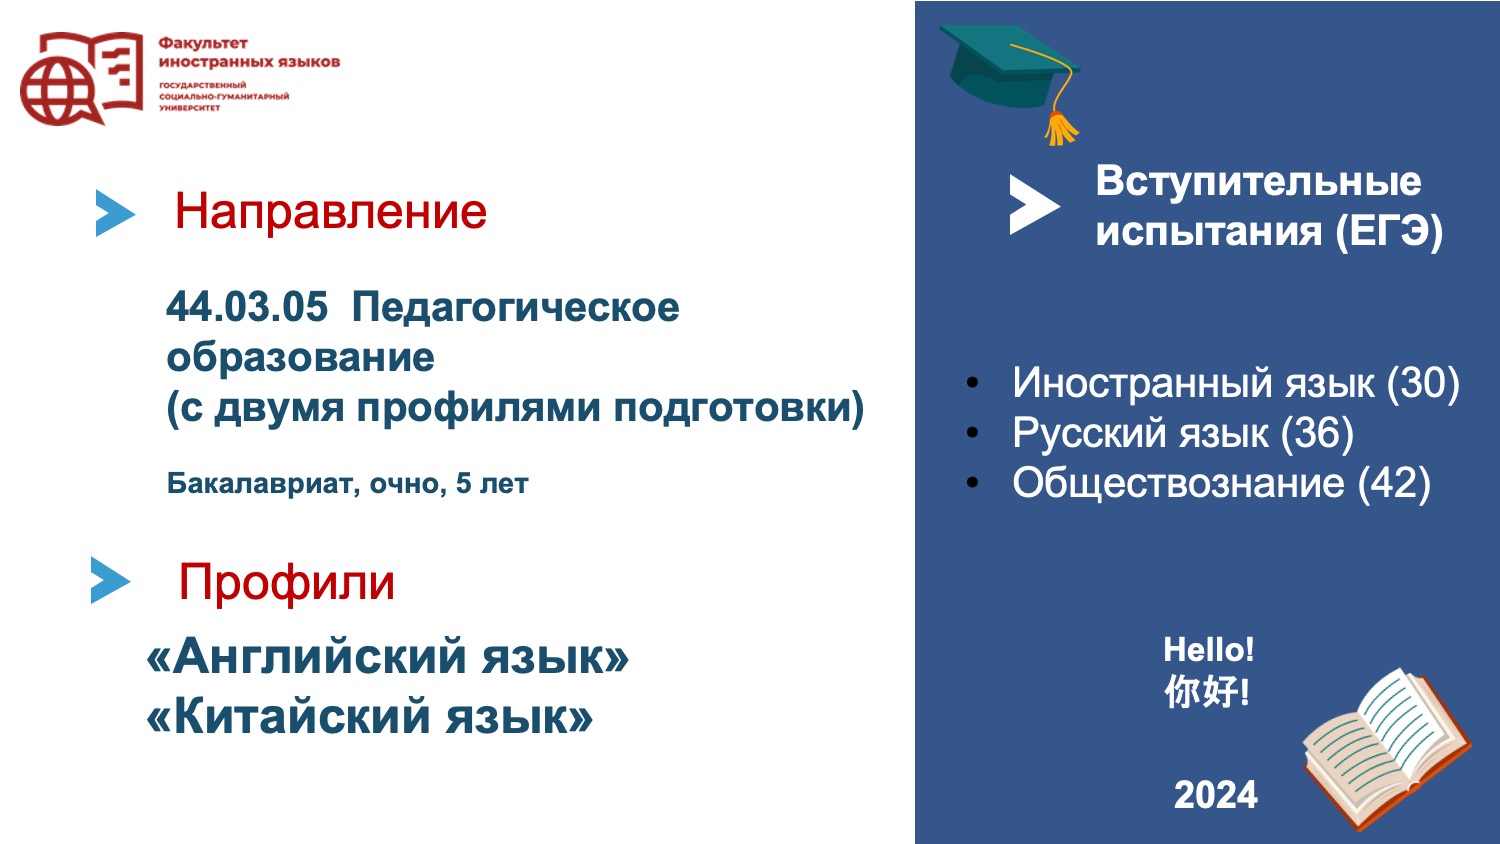 Факультет
иностранных языков
ГОСУДАРСТВЕННЫЙ
СОЦИАЛЬНО-ГУМАНИТАРНЫЙ
УНИВЕРСИТЕТ
Направление
44.03.05 Педагогическое
образование
(с двумя профилями подготовки)
Бакалавриат, очно, 5 лет
Профили
«Английский язык»
«Китайский язык»
Вступительные
испытания (ЕГЭ)
• Иностранный язык (30)
• Русский язык (36)
• Обществознание (42)
Hello!
你好!
2024